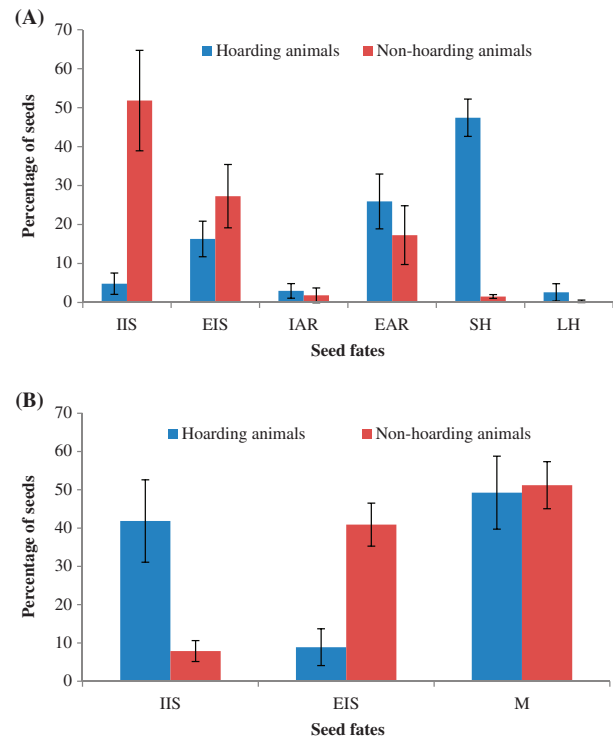 (A)
70
60
50
40
30
20
10
0
Percentage of seeds
Hoarding animals Non-hoarding animals
IIS EIS IAR EAR SH LH
Seed fates
(B)
70
60
50
40
30
20
10
0
Percentage of seeds
Hoarding animals Non-hoarding animals
IIS EIS M
Seed fates